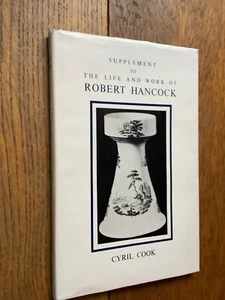 SUPPLEMENT
to
THE LIFE AND WORK OF
ROBERT HANCOCK
CYRIL COOK